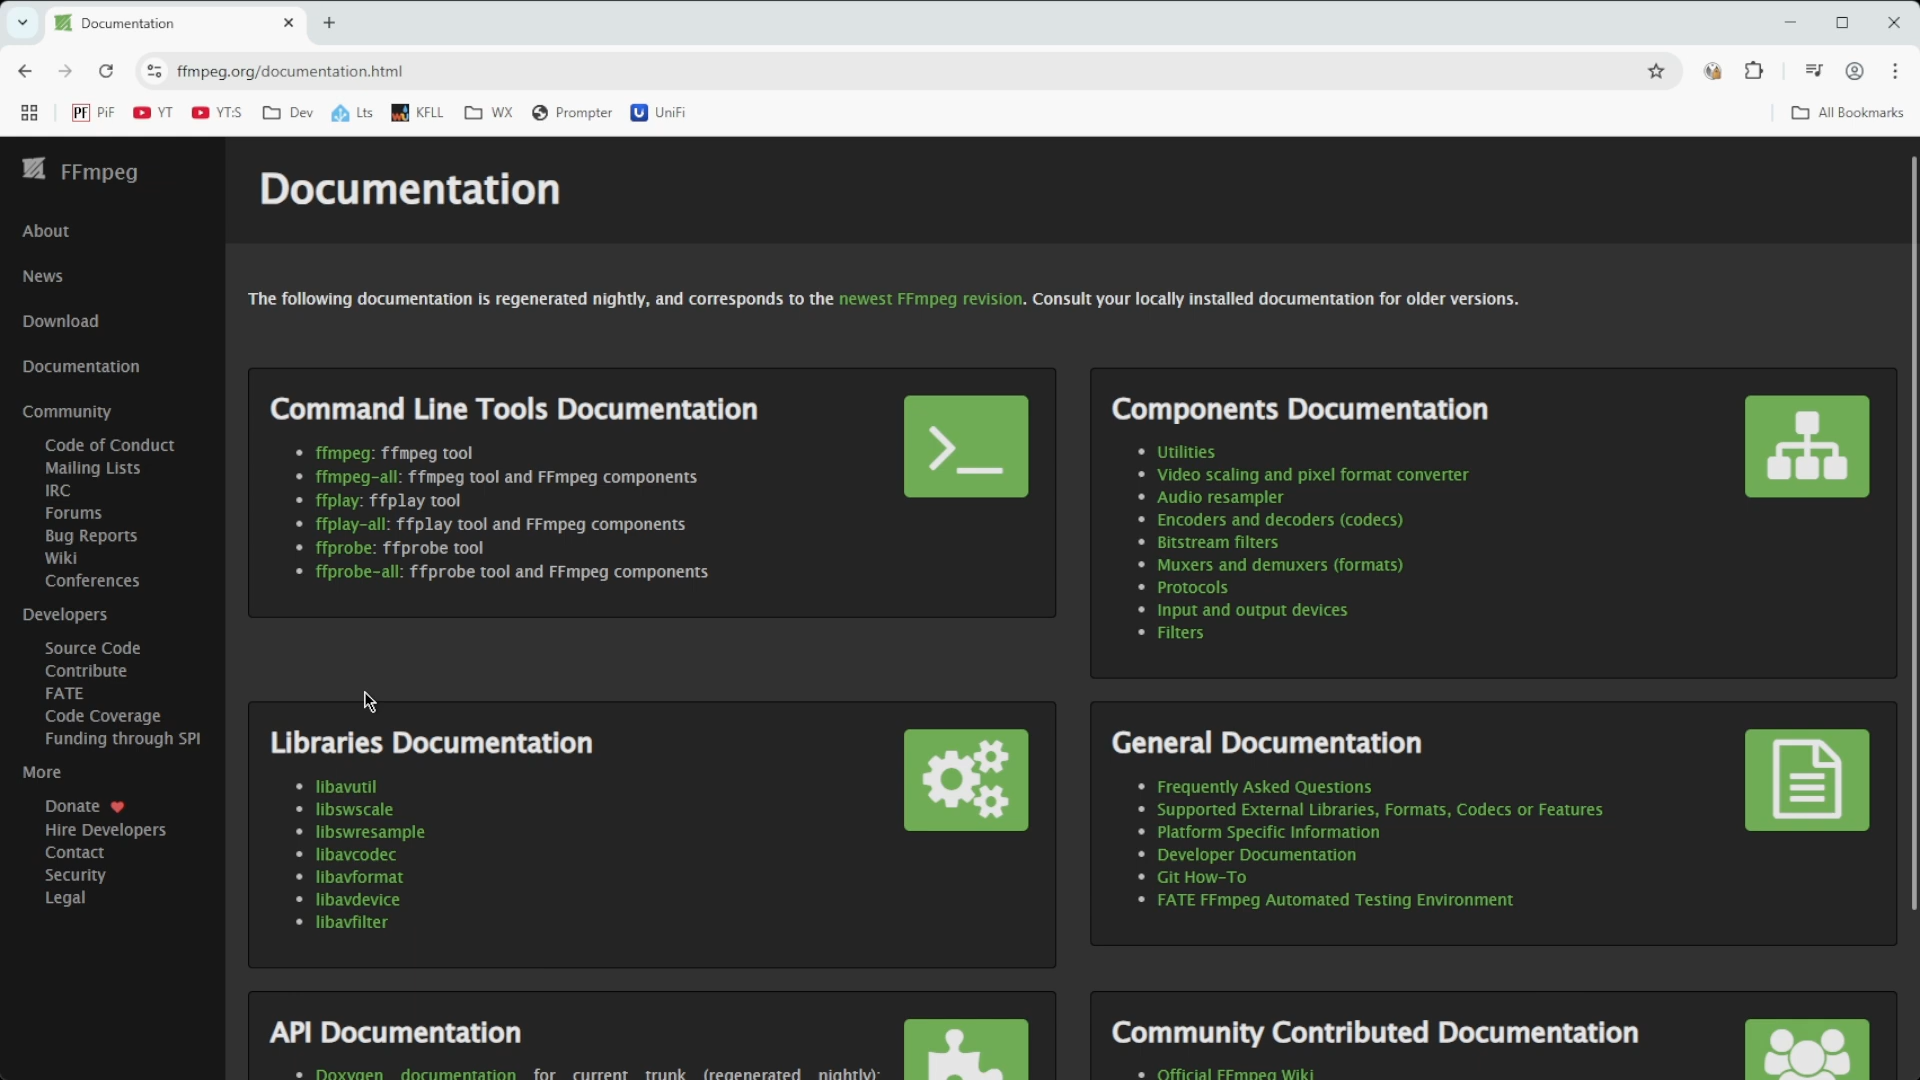 Documentation
ffmpeg.org/documentation.html
PiF
YT
YT:S
Dev
Lts
KFLL
WX
Prompter
UniFi
All Bookmarks
FFmpeg
About
News
Download
Documentation
Community
Code of Conduct
Mailing Lists
IRC
Forums
Bug Reports
Wiki
Conferences
Developers
Source Code
Contribute
FATE
Code Coverage
Funding through SPI
More
Donate
Hire Developers
Contact
Security
Legal
Documentation
The following documentation is regenerated nightly, and corresponds to the newest FFmpeg revision. Consult your locally installed documentation for older versions.
Command Line Tools Documentation
ffmpeg: ffmpeg tool
ffmpeg-all: ffmpeg tool and FFmpeg components
ffplay: ffplay tool
ffplay-all: ffplay tool and FFmpeg components
ffprobe: ffprobe tool
ffprobe-all: ffprobe tool and FFmpeg components
Components Documentation
Utilities
Video scaling and pixel format converter
Audio resampler
Encoders and decoders (codecs)
Bitstream filters
Muxers and demuxers (formats)
Protocols
Input and output devices
Filters
Libraries Documentation
libavutil
libswscale
libswresample
libavcodec
libavformat
libavdevice
libavfilter
General Documentation
Frequently Asked Questions
Supported External Libraries, Formats, Codecs or Features
Platform Specific Information
Developer Documentation
Git How-To
FATE FFmpeg Automated Testing Environment
API Documentation
Doxygen documentation for current trunk (regenerated nightly):
Community Contributed Documentation
Official FFmpeg Wiki